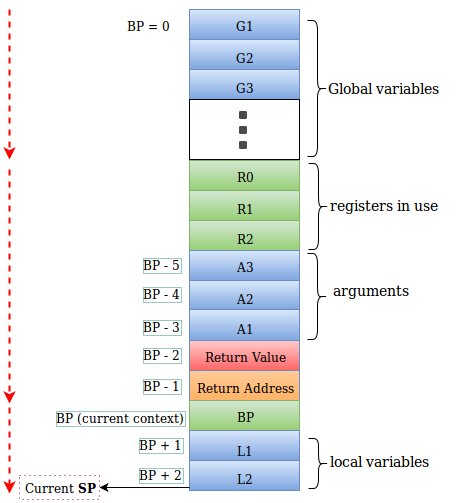 BP = 0
G1
G2
G3
Global variables
R0
R1
R2
registers in use
BP - 5
A3
BP - 4
A2
BP - 3
A1
arguments
BP - 2
Return Value
BP - 1
Return Address
BP (current context)
BP
BP + 1
L1
BP + 2
L2
local variables
Current SP